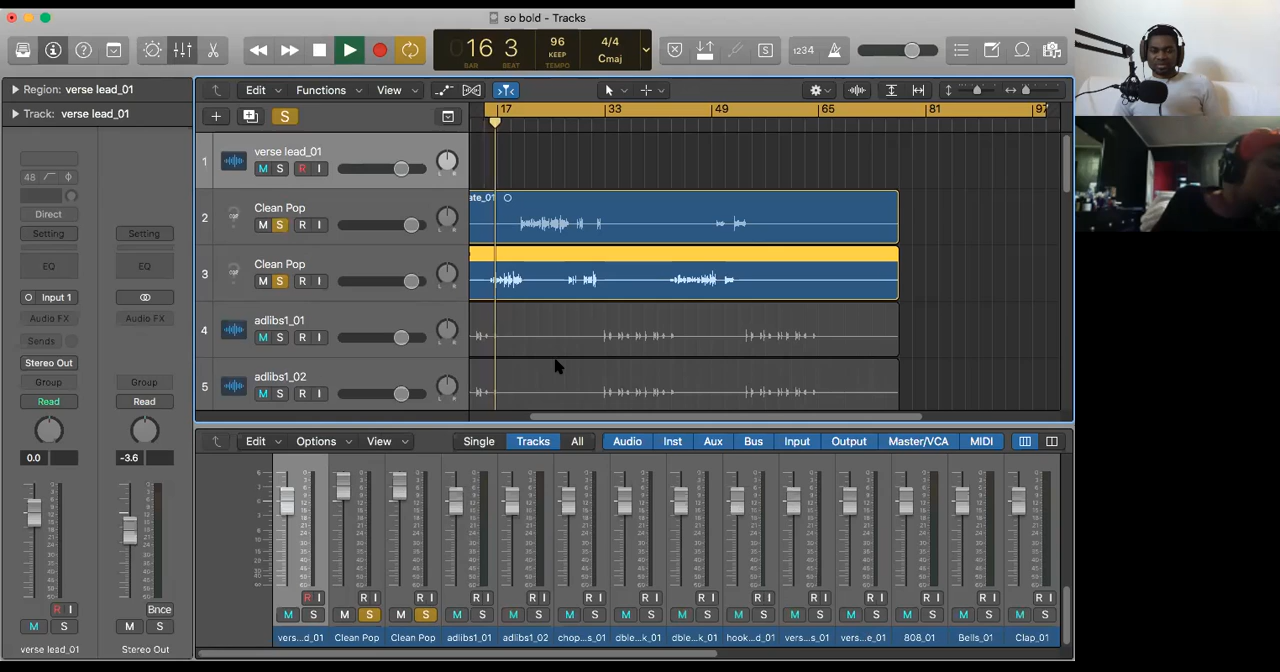 so bold - Tracks
16 3
BAR BEAT
96
KEEP
TEMPO
4/4
Cmaj
1234
S
Region: verse lead_01
Track: verse lead_01
Edit Functions View
17 33 49 65 81 97
S
1 verse lead_01
M S R I
L R
2 Clean Pop
M S R I
L R
ate_01
3 Clean Pop
M S R I
L R
4 adlibs1_01
M S R I
L R
5 adlibs1_02
M S R I
L R
48
Direct
Setting Setting
EQ EQ
Input 1
Audio FX Audio FX
Sends
Stereo Out
Group Group
Read Read
0.0 -3.6
R I Bnce
M S M S
verse lead_01 Stereo Out
Edit Options View Single Tracks All Audio Inst Aux Bus Input Output Master/VCA MIDI
R I R I R I R I R I R I R I R I R I R I R I R I R I R I
M S M S M S M S M S M S M S M S M S M S M S M S M S M S
vers...d_01 Clean Pop Clean Pop adlibs1_01 adlibs1_02 chop...s_01 dble...k_01 dble...k_01 hook...d_01 vers...s_01 vers...e_01 808_01 Bells_01 Clap_01